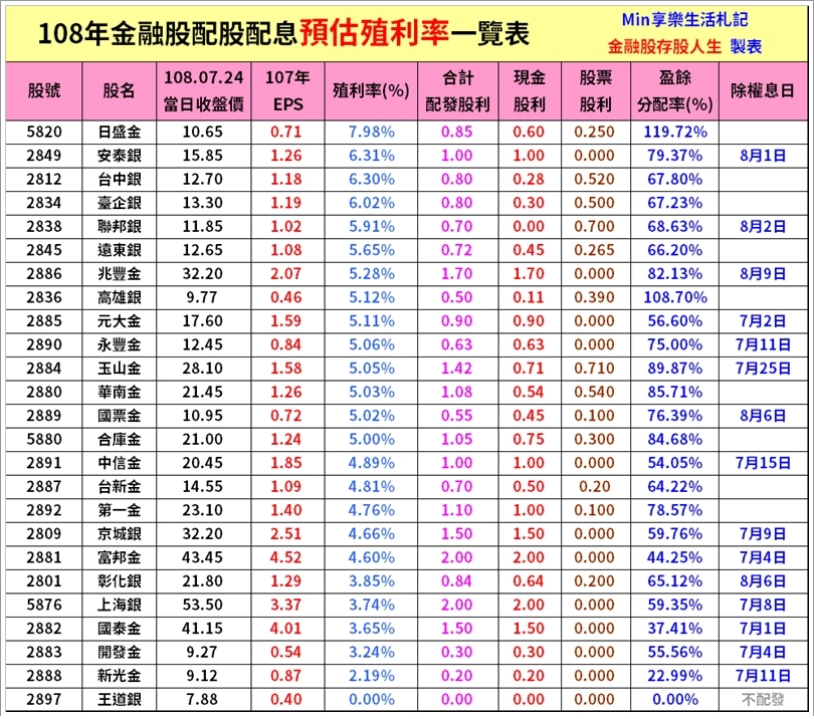 108年金融股配股配息預估殖利率一覽表
Min享樂生活札記
金融股存股人生 製表
股號 股名 108.07.24 當日收盤價 107年 EPS 殖利率(%) 合計 配發股利 現金 股利 股票 股利 盈餘 分配率(%) 除權息日
5820 日盛金 10.65 0.71 7.98% 0.85 0.60 0.250 119.72%
2849 安泰銀 15.85 1.26 6.31% 1.00 1.00 0.000 79.37% 8月1日
2812 台中銀 12.70 1.18 6.30% 0.80 0.28 0.520 67.80%
2834 臺企銀 13.30 1.19 6.02% 0.80 0.30 0.500 67.23%
2838 聯邦銀 11.85 1.02 5.91% 0.70 0.00 0.700 68.63% 8月2日
2845 遠東銀 12.65 1.08 5.65% 0.72 0.45 0.265 66.20%
2886 兆豐金 32.20 2.07 5.28% 1.70 1.70 0.000 82.13% 8月9日
2836 高雄銀 9.77 0.46 5.12% 0.50 0.11 0.390 108.70%
2885 元大金 17.60 1.59 5.11% 0.90 0.90 0.000 56.60% 7月2日
2890 永豐金 12.45 0.84 5.06% 0.63 0.63 0.000 75.00% 7月11日
2884 玉山金 28.10 1.58 5.05% 1.42 0.71 0.710 89.87% 7月25日
2880 華南金 21.45 1.26 5.03% 1.08 0.54 0.540 85.71%
2889 國票金 10.95 0.72 5.02% 0.55 0.45 0.100 76.39% 8月6日
5880 合庫金 21.00 1.24 5.00% 1.05 0.75 0.300 84.68%
2891 中信金 20.45 1.85 4.89% 1.00 1.00 0.000 54.05% 7月15日
2887 台新金 14.55 1.09 4.81% 0.70 0.50 0.20 64.22%
2892 第一金 23.10 1.40 4.76% 1.10 1.00 0.100 78.57%
2809 京城銀 32.20 2.51 4.66% 1.50 1.50 0.000 59.76% 7月9日
2881 富邦金 43.45 4.52 4.60% 2.00 2.00 0.000 44.25% 7月4日
2801 彰化銀 21.80 1.29 3.85% 0.84 0.64 0.200 65.12% 8月6日
5876 上海銀 53.50 3.37 3.74% 2.00 2.00 0.000 59.35% 7月8日
2882 國泰金 41.15 4.01 3.65% 1.50 1.50 0.000 37.41% 7月1日
2883 開發金 9.27 0.54 3.24% 0.30 0.30 0.000 55.56% 7月4日
2888 新光金 9.12 0.87 2.19% 0.20 0.20 0.000 22.99% 7月11日
2897 王道銀 7.88 0.40 0.00% 0.00 0.00 0.000 0.00% 不配發